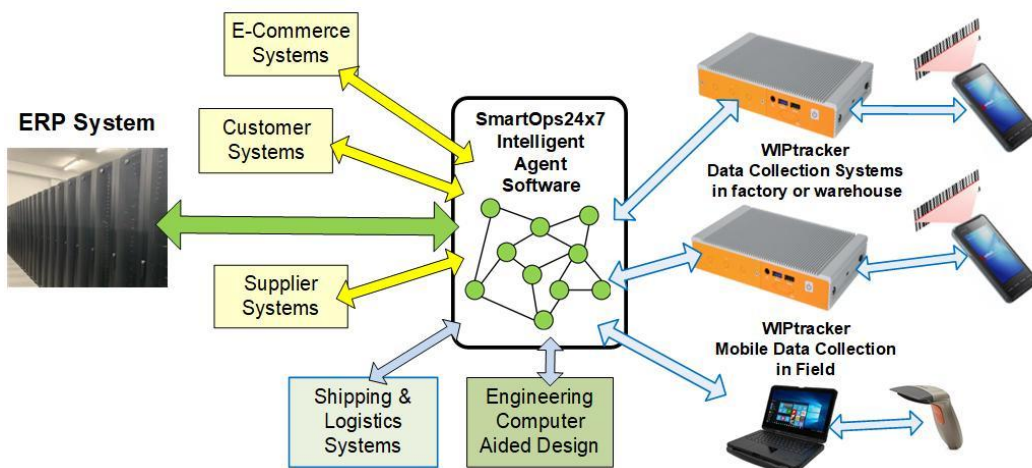 E-Commerce
Systems
ERP System
Customer
Systems
Supplier
Systems
Shipping &
Logistics
Systems
SmartOps24x7
Intelligent
Agent
Software
Engineering
Computer
Aided Design
WIPtracker
Data Collection Systems
in factory or warehouse
WIPtracker
Mobile Data Collection
in Field